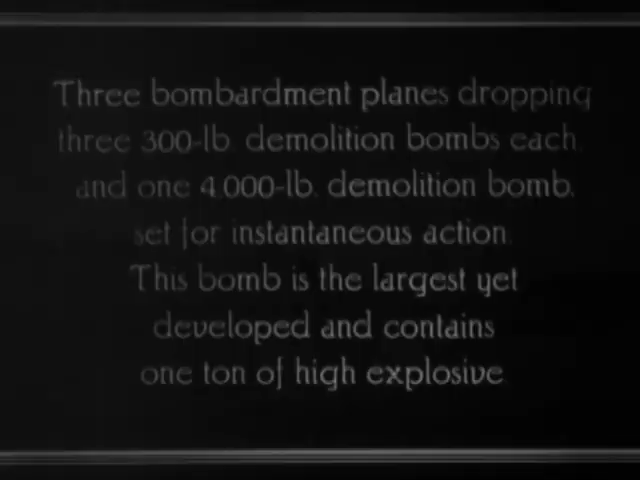 Three bombardment planes dropping
three 300-lb. demolition bombs each,
and one 4,000-lb. demolition bomb,
set for instantaneous action.
This bomb is the largest yet
developed and contains
one ton of high explosive.